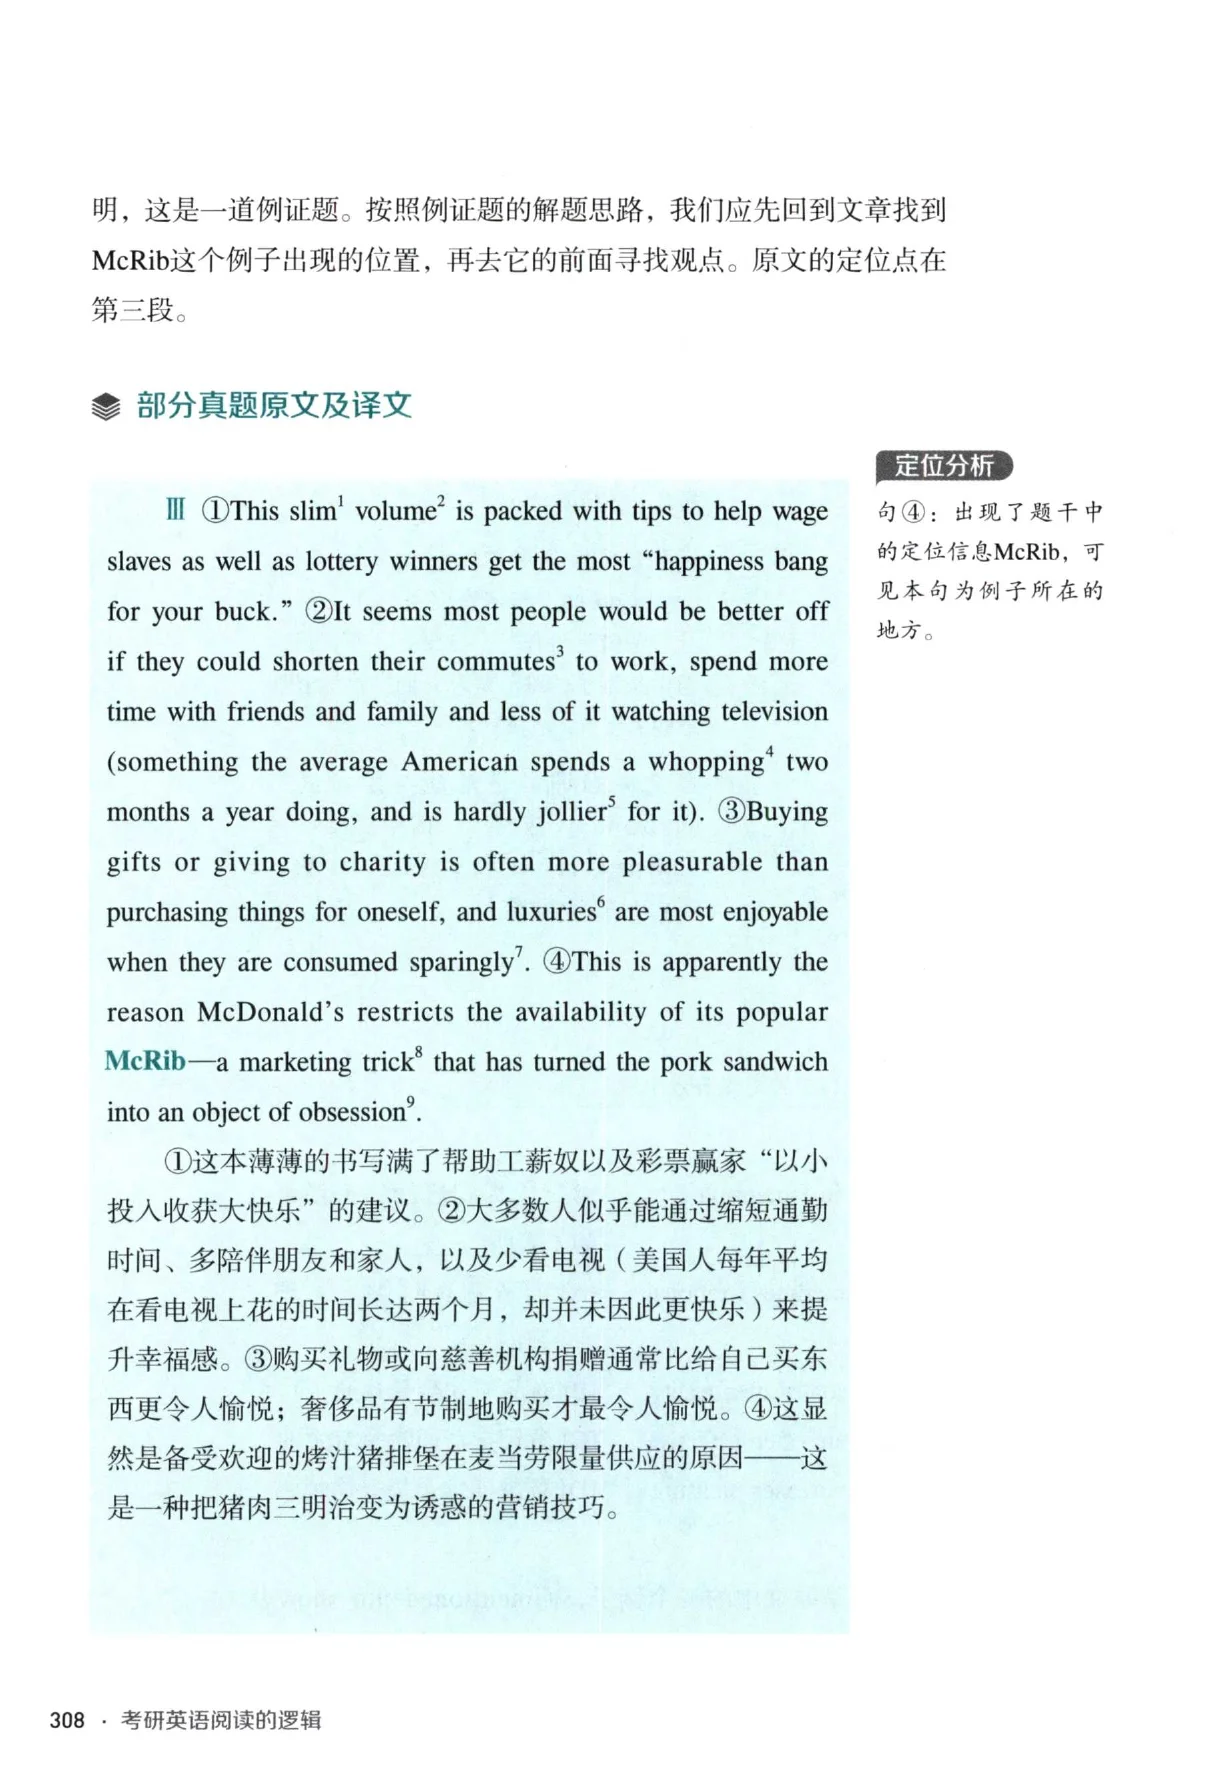 明，这是一道例证题。按照例证题的解题思路，我们应先回到文章找到
McRib这个例子出现的位置，再去它的前面寻找观点。原文的定位点在
第三段。
部分真题原文及译文
Ⅲ ①This slim¹ volume² is packed with tips to help wage
slaves as well as lottery winners get the most “happiness bang
for your buck.” ②It seems most people would be better off
if they could shorten their commutes³ to work, spend more
time with friends and family and less of it watching television
(something the average American spends a whopping⁴ two
months a year doing, and is hardly jollier⁵ for it). ③Buying
gifts or giving to charity is often more pleasurable than
purchasing things for oneself, and luxuries⁶ are most enjoyable
when they are consumed sparingly⁷. ④This is apparently the
reason McDonald’s restricts the availability of its popular
McRib—a marketing trick⁸ that has turned the pork sandwich
into an object of obsession⁹.
①这本薄薄的书写满了帮助工薪奴以及彩票赢家“以小
投入收获大快乐”的建议。②大多数人似乎能通过缩短通勤
时间、多陪伴朋友和家人，以及少看电视（美国人每年平均
在看电视上花的时间长达两个月，却并未因此更快乐）来提
升幸福感。③购买礼物或向慈善机构捐赠通常比给自己买东
西更令人愉悦；奢侈品有节制地购买才最令人愉悦。④这显
然是备受欢迎的烤汁猪排堡在麦当劳限量供应的原因——这
是一种把猪肉三明治变为诱惑的营销技巧。
定位分析
句④：出现了题干中
的定位信息McRib，可
见本句为例子所在的
地方。
308 · 考研英语阅读的逻辑